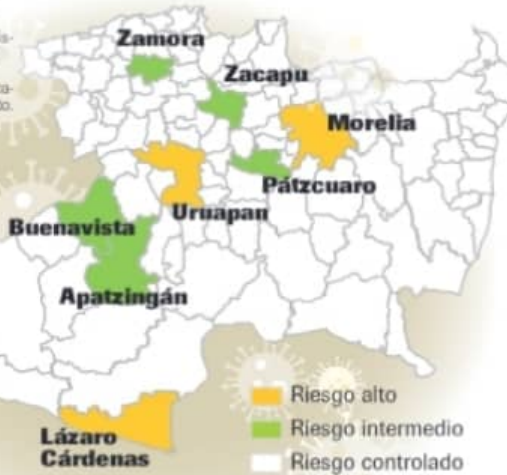 Zamora
Zacapu
Morelia
Pátzcuaro
Uruapan
Buenavista
Apatzingán
Lázaro
Cárdenas
Riesgo alto
Riesgo intermedio
Riesgo controlado